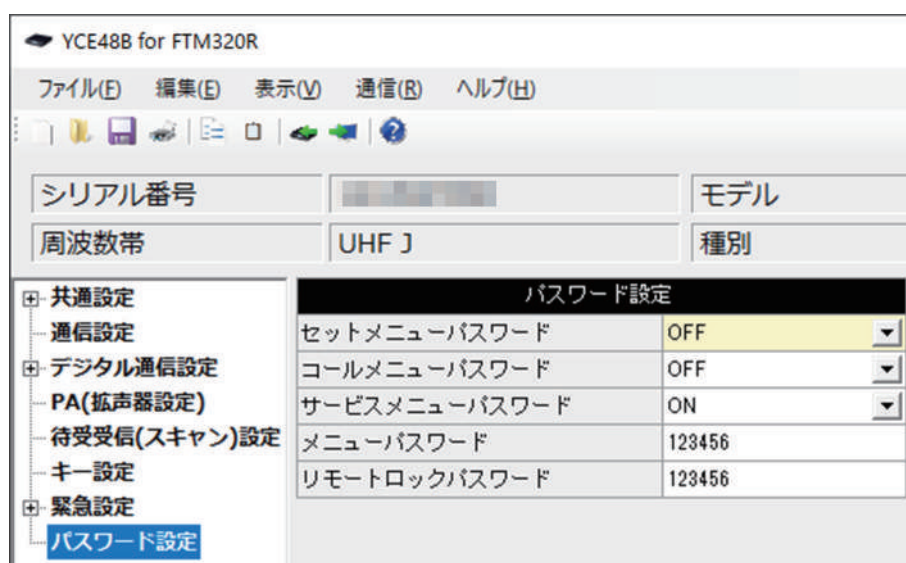 YCE48B for FTM320R
ファイル(F) 編集(E) 表示(V) 通信(R) ヘルプ(H)
シリアル番号 モデル
周波数帯 UHF J 種別
共通設定
通信設定
デジタル通信設定
PA(拡声器設定)
待受受信(スキャン)設定
キー設定
緊急設定
パスワード設定
パスワード設定
セットメニューパスワード OFF
コールメニューパスワード OFF
サービスメニューパスワード ON
メニューパスワード 123456
リモートロックパスワード 123456